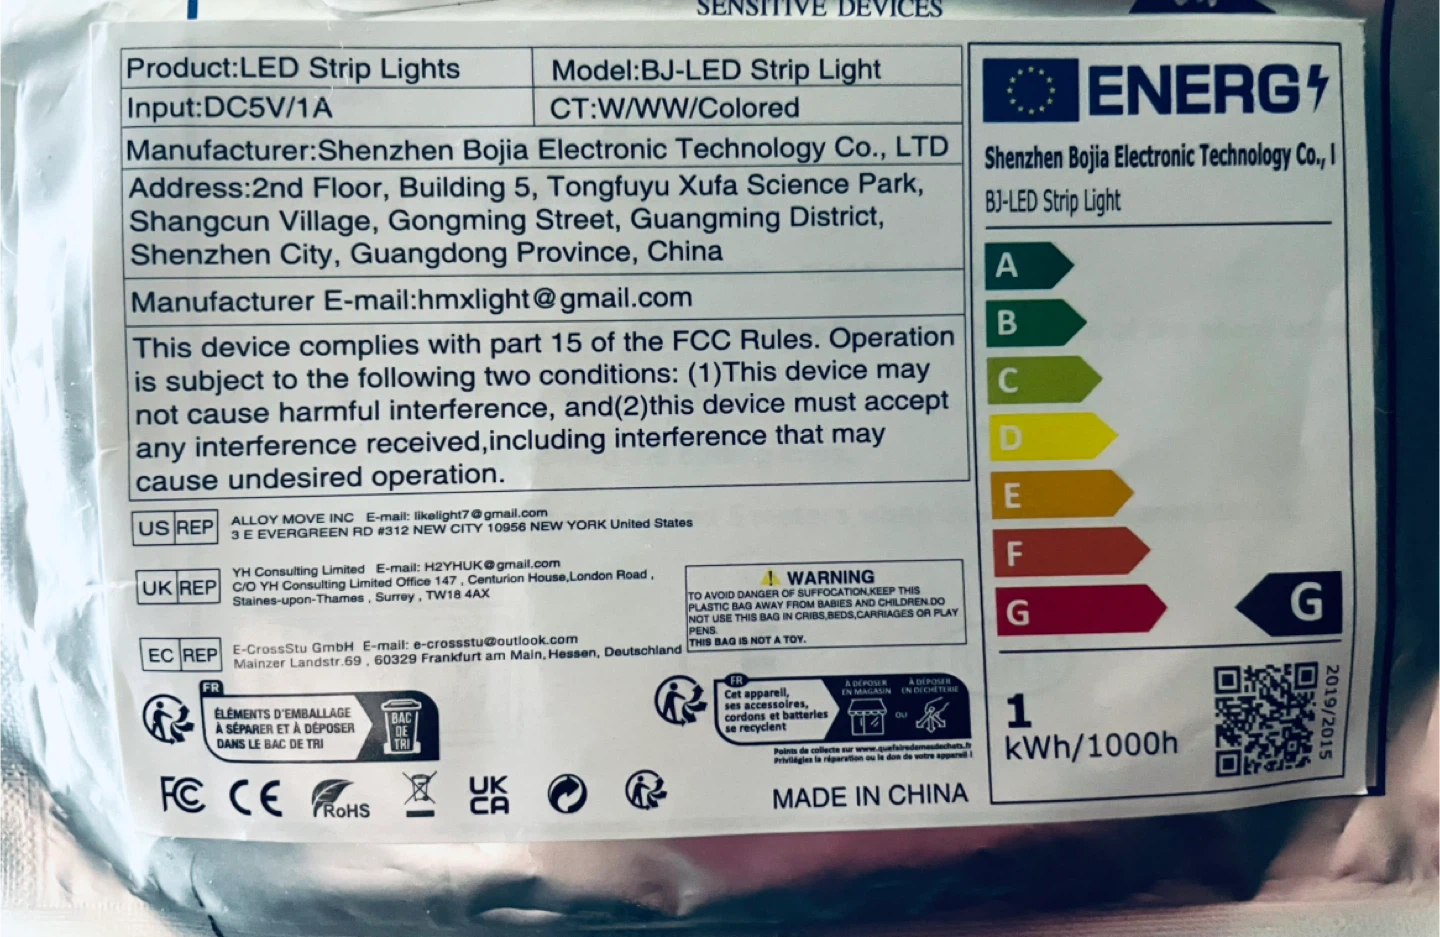 SENSITIVE DEVICES
Product:LED Strip Lights
Model:BJ-LED Strip Light
Input:DC5V/1A
CT:W/WW/Colored
Manufacturer:Shenzhen Bojia Electronic Technology Co., LTD
Address:2nd Floor, Building 5, Tongfuyu Xufa Science Park,
Shangcun Village, Gongming Street, Guangming District,
Shenzhen City, Guangdong Province, China
Manufacturer E-mail:hmxlight@gmail.com
This device complies with part 15 of the FCC Rules. Operation
is subject to the following two conditions: (1)This device may
not cause harmful interference, and(2)this device must accept
any interference received,including interference that may
cause undesired operation.
US REP
ALLOY MOVE INC E-mail: likelight7@gmail.com
3 E EVERGREEN RD #312 NEW CITY 10956 NEW YORK United States
UK REP
YH Consulting Limited E-mail: H2YHUK@gmail.com
C/O YH Consulting Limited Office 147 , Centurion House,London Road ,
Staines-upon-Thames , Surrey , TW18 4AX
EC REP
E-CrossStu GmbH E-mail: e-crossstu@outlook.com
Mainzer Landstr.69 , 60329 Frankfurt am Main,Hessen, Deutschland
WARNING
TO AVOID DANGER OF SUFFOCATION,KEEP THIS
PLASTIC BAG AWAY FROM BABIES AND CHILDREN.DO
NOT USE THIS BAG IN CRIBS,BEDS,CARRIAGES OR PLAY
PENS.
THIS BAG IS NOT A TOY.
FR
ÉLÉMENTS D'EMBALLAGE
À SÉPARER ET À DÉPOSER
DANS LE BAC DE TRI
BAC
DE
TRI
FR
Cet appareil,
ses accessoires,
cordons et batteries
se recyclent
À DÉPOSER
EN MAGASIN
OU
À DÉPOSER
EN DÉCHÈTERIE
Points de collecte sur www.quefairedemesdechets.fr
Privilégiez la réparation ou le don de votre appareil !
FC
CE
RoHS
UK
CA
MADE IN CHINA
ENERG
Shenzhen Bojia Electronic Technology Co., l
BJ-LED Strip Light
A
B
C
D
E
F
G
G
1
kWh/1000h
2019/2015